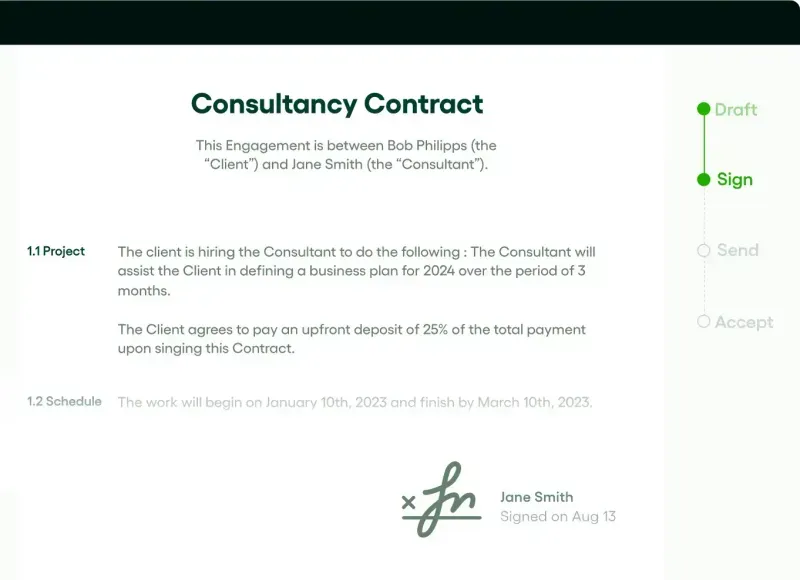 Consultancy Contract
This Engagement is between Bob Philipps (the
“Client”) and Jane Smith (the “Consultant”).
Draft
Sign
Send
Accept
1.1 Project
The client is hiring the Consultant to do the following : The Consultant will
assist the Client in defining a business plan for 2024 over the period of 3
months.
The Client agrees to pay an upfront deposit of 25% of the total payment
upon singing this Contract.
1.2 Schedule
The work will begin on January 10th, 2023 and finish by March 10th, 2023.
x
Jane Smith
Signed on Aug 13